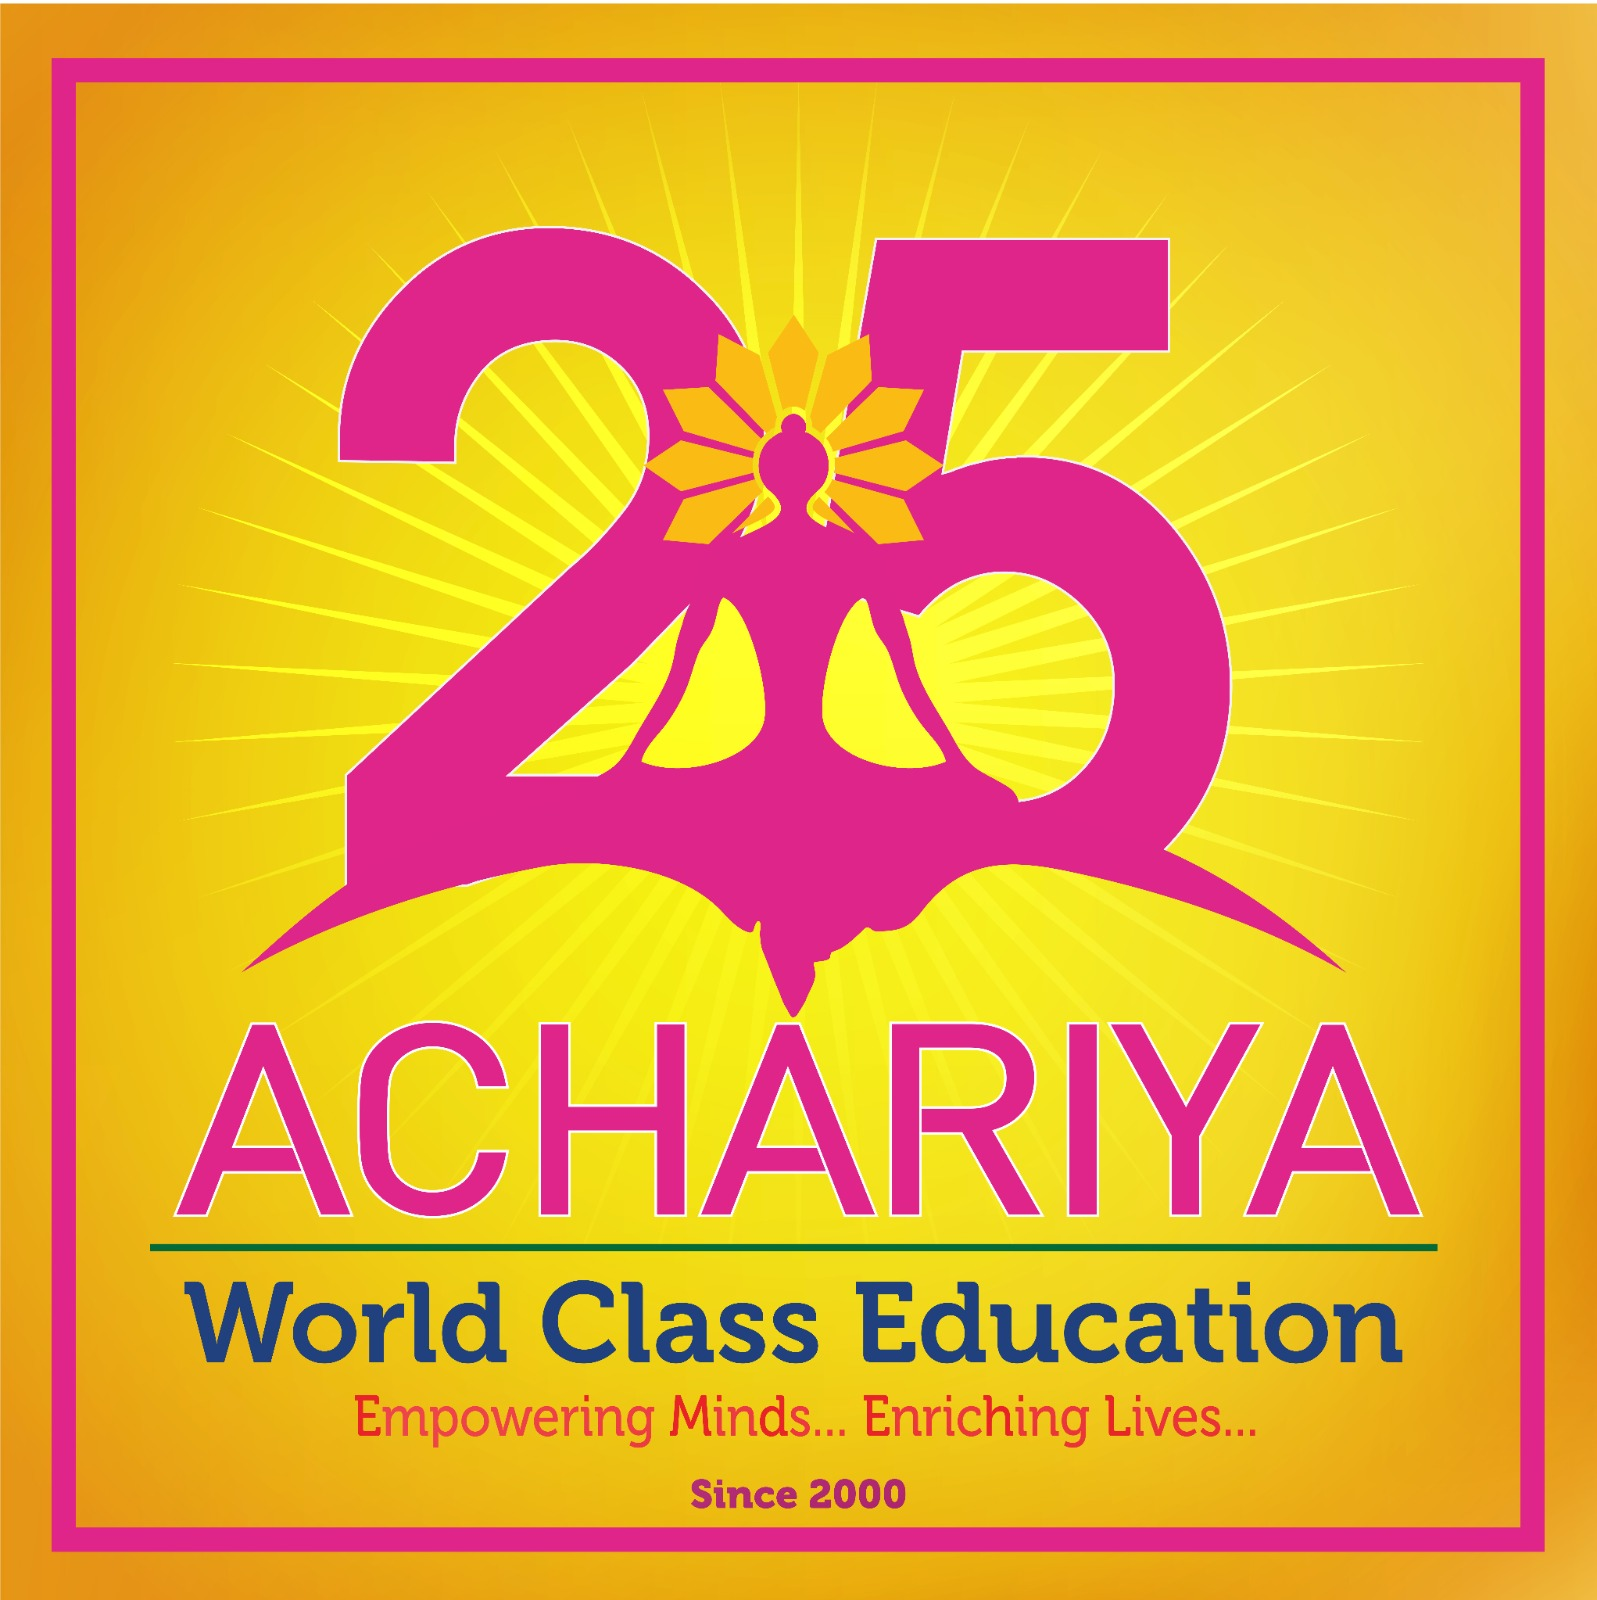 25
ACHARIYA
World Class Education
Empowering Minds... Enriching Lives...
Since 2000